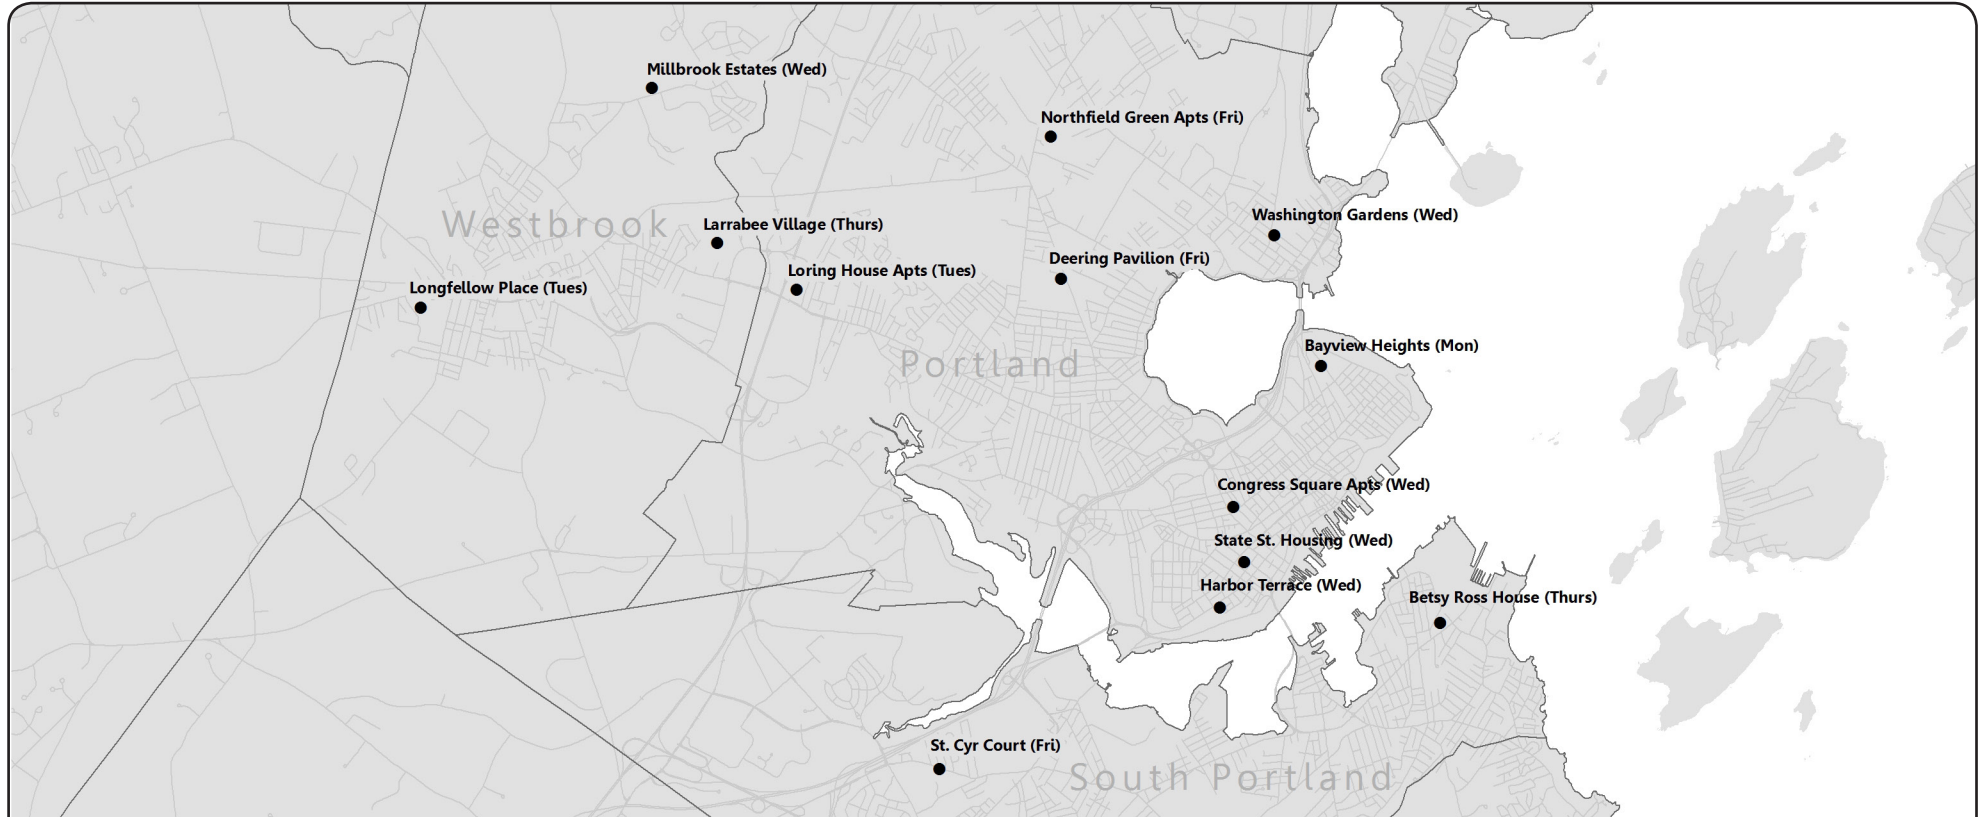 Millbrook Estates (Wed)
Northfield Green Apts (Fri)
Washington Gardens (Wed)
Westbrook
Larrabee Village (Thurs)
Deering Pavilion (Fri)
Loring House Apts (Tues)
Longfellow Place (Tues)
Bayview Heights (Mon)
Portland
Congress Square Apts (Wed)
State St. Housing (Wed)
Harbor Terrace (Wed)
Betsy Ross House (Thurs)
St. Cyr Court (Fri)
South Portland